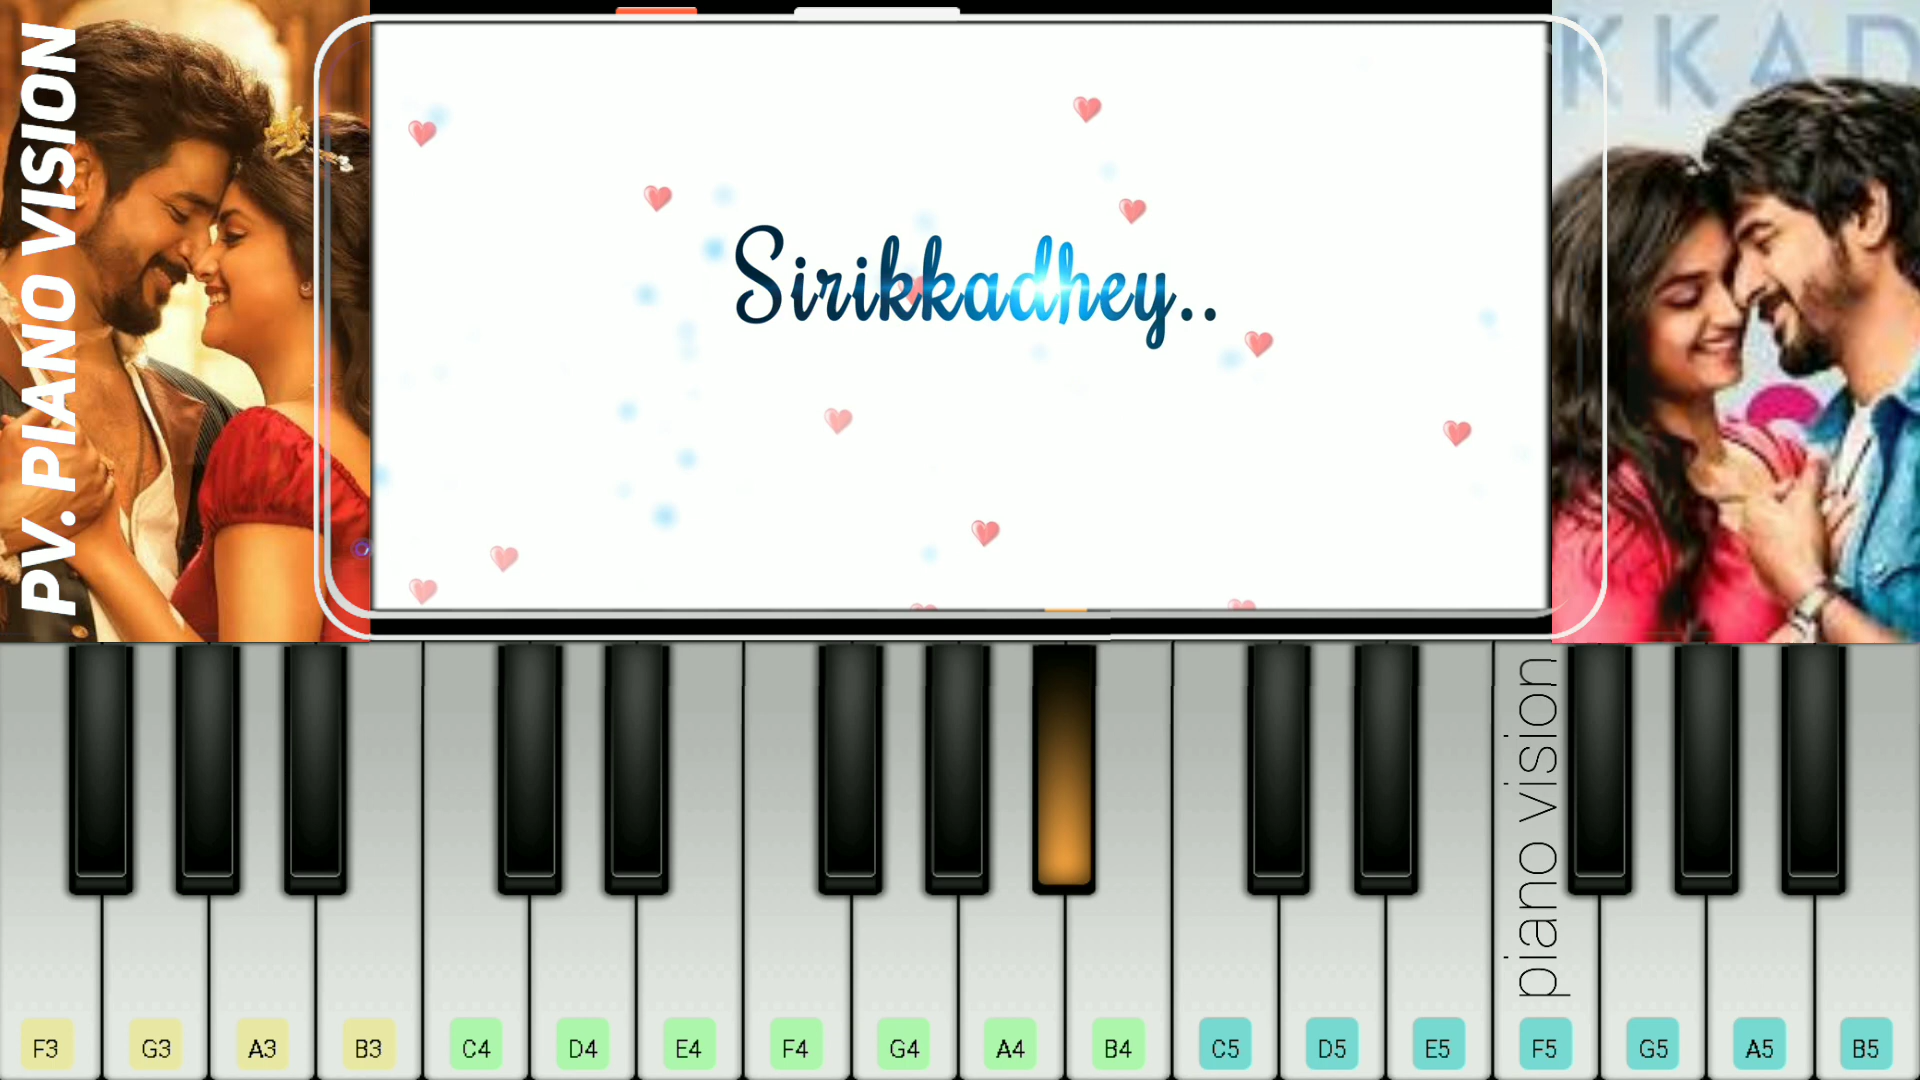 PV. PIANO VISION
KKAD
Sirikkadhey..
piano vision
F3 G3 A3 B3 C4 D4 E4 F4 G4 A4 B4 C5 D5 E5 F5 G5 A5 B5